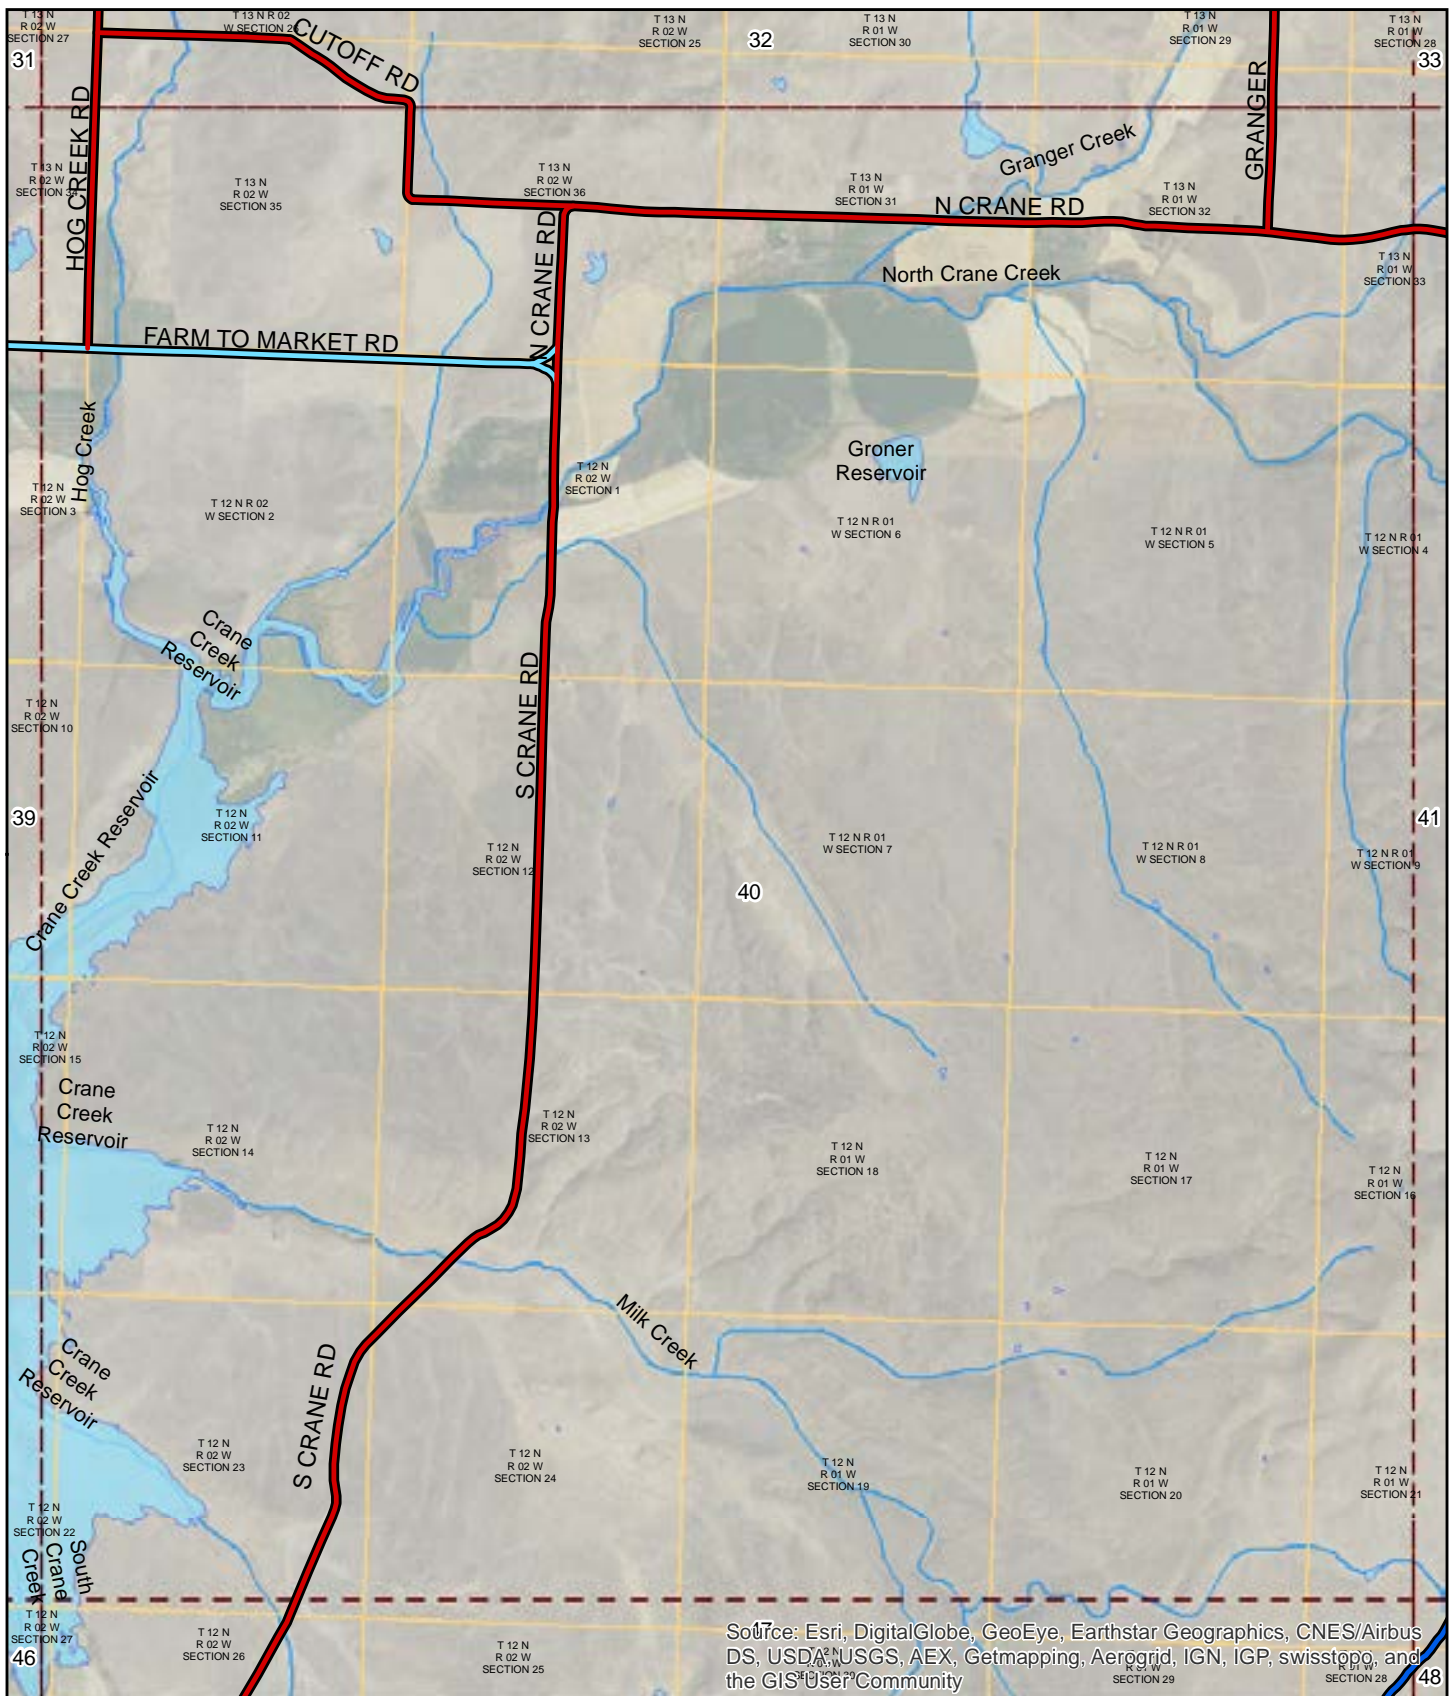 T 13 N
R 02 W
SECTION 27
T 13 N R 02
W SECTION 26
T 13 N
R 02 W
SECTION 25
T 13 N
R 01 W
SECTION 30
T 13 N
R 01 W
SECTION 29
T 13 N
R 01 W
SECTION 28
31
32
33
CUTOFF RD
HOG CREEK RD
GRANGER
Granger Creek
T 13 N
R 02 W
SECTION 34
T 13 N
R 02 W
SECTION 35
T 13 N
R 02 W
SECTION 36
T 13 N
R 01 W
SECTION 31
T 13 N
R 01 W
SECTION 32
N CRANE RD
N CRANE RD
North Crane Creek
T 13 N
R 01 W
SECTION 33
FARM TO MARKET RD
Hog Creek
Groner
Reservoir
T 12 N
R 02 W
SECTION 3
T 12 N R 02
W SECTION 2
T 12 N
R 02 W
SECTION 1
T 12 N R 01
W SECTION 6
T 12 N R 01
W SECTION 5
T 12 N R 01
W SECTION 4
Crane
Creek
Reservoir
S CRANE RD
T 12 N
R 02 W
SECTION 10
Crane Creek Reservoir
39
T 12 N
R 02 W
SECTION 11
T 12 N
R 02 W
SECTION 12
T 12 N R 01
W SECTION 7
T 12 N R 01
W SECTION 8
T 12 N R 01
W SECTION 9
41
40
T 12 N
R 02 W
SECTION 15
Crane
Creek
Reservoir
T 12 N
R 02 W
SECTION 14
T 12 N
R 02 W
SECTION 13
T 12 N
R 01 W
SECTION 18
T 12 N
R 01 W
SECTION 17
T 12 N
R 01 W
SECTION 16
Milk Creek
Crane
Creek
Reservoir
S CRANE RD
T 12 N
R 02 W
SECTION 23
T 12 N
R 02 W
SECTION 24
T 12 N
R 01 W
SECTION 19
T 12 N
R 01 W
SECTION 20
T 12 N
R 01 W
SECTION 21
T 12 N
R 02 W
SECTION 22
South
Crane
Creek
T 12 N
R 02 W
SECTION 27
46
T 12 N
R 02 W
SECTION 26
T 12 N
R 02 W
SECTION 25
47
R 01 W
SECTION 29
R 01 W
SECTION 28
48
Source: Esri, DigitalGlobe, GeoEye, Earthstar Geographics, CNES/Airbus
DS, USDA, USGS, AEX, Getmapping, Aerogrid, IGN, IGP, swisstopo, and
the GIS User Community